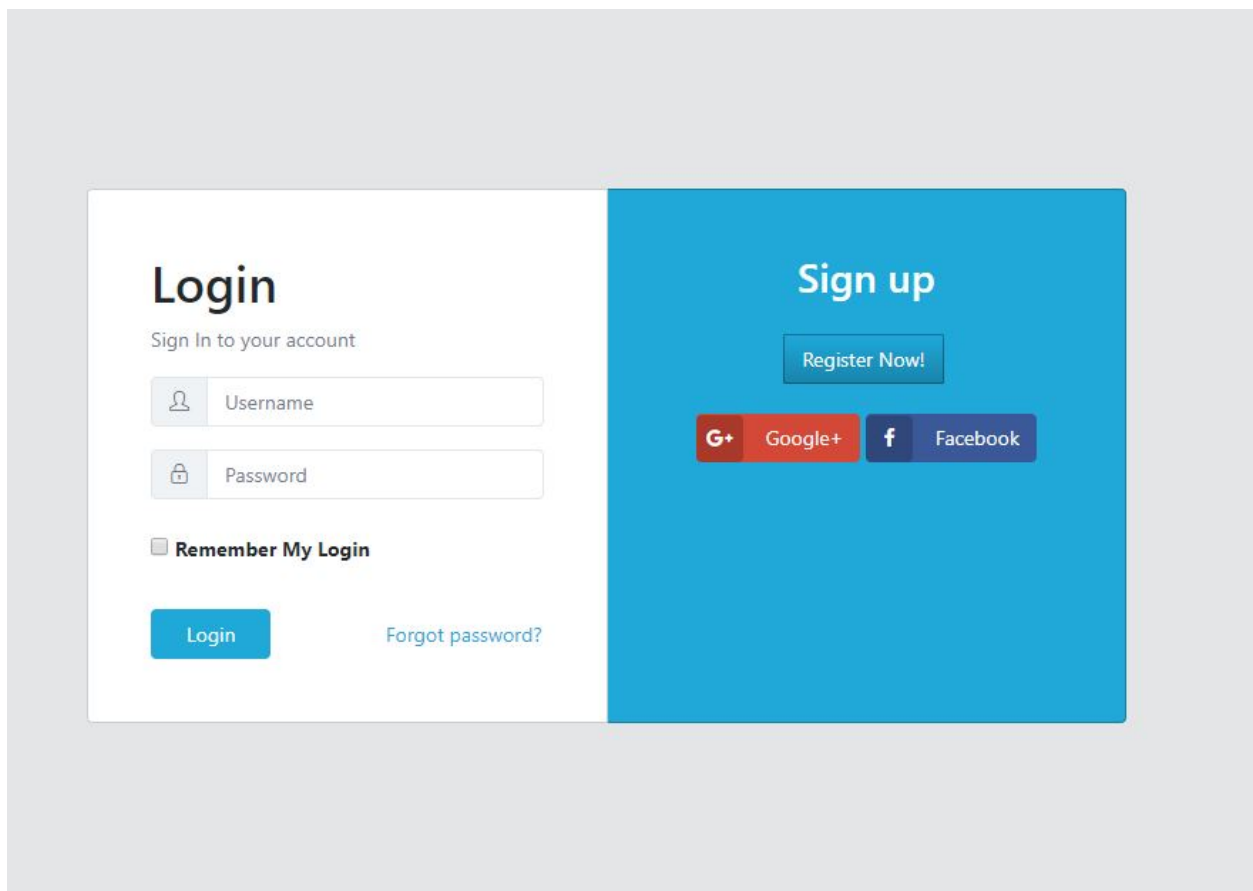 Login
Sign In to your account
Username
Password
Remember My Login
Login
Forgot password?
Sign up
Register Now!
G+ Google+
f Facebook